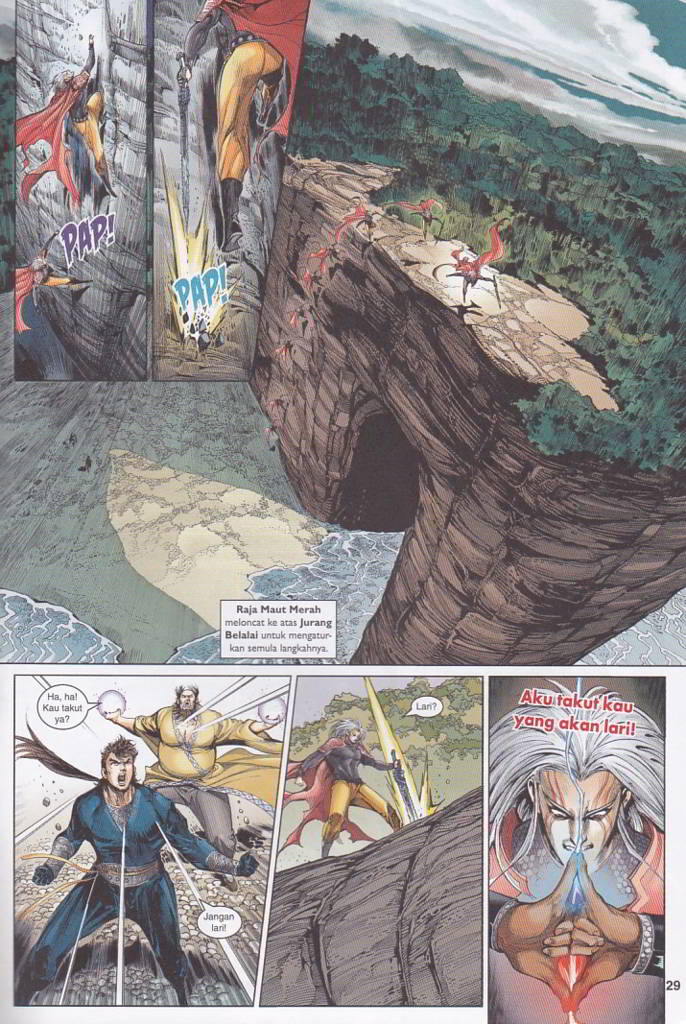 PAP!
PAP!
Raja Maut Merah
meloncat ke atas Jurang
Belalai untuk mengatur-
kan semula langkahnya.
Ha, ha!
Kau takut
ya?
Jangan
lari!
Lari?
Aku takut kau
yang akan lari!
29